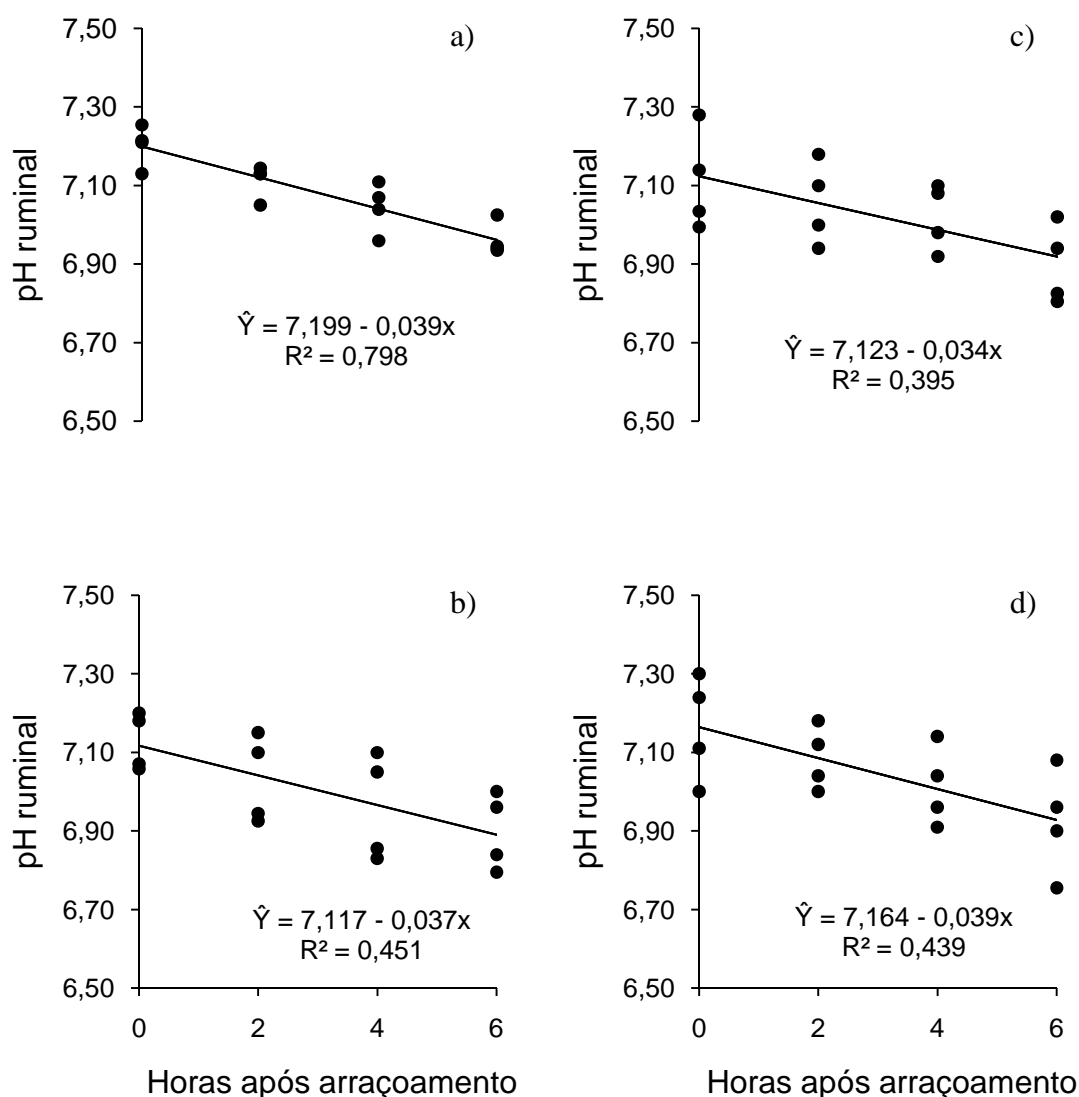 a)
7,50
7,30
7,10
6,90
6,70
6,50
pH ruminal
Ŷ = 7,199 - 0,039x
R² = 0,798
c)
7,50
7,30
7,10
6,90
6,70
6,50
pH ruminal
Ŷ = 7,123 - 0,034x
R² = 0,395
b)
7,50
7,30
7,10
6,90
6,70
6,50
pH ruminal
Ŷ = 7,117 - 0,037x
R² = 0,451
0 2 4 6
Horas após arraçoamento
d)
7,50
7,30
7,10
6,90
6,70
6,50
pH ruminal
Ŷ = 7,164 - 0,039x
R² = 0,439
0 2 4 6
Horas após arraçoamento